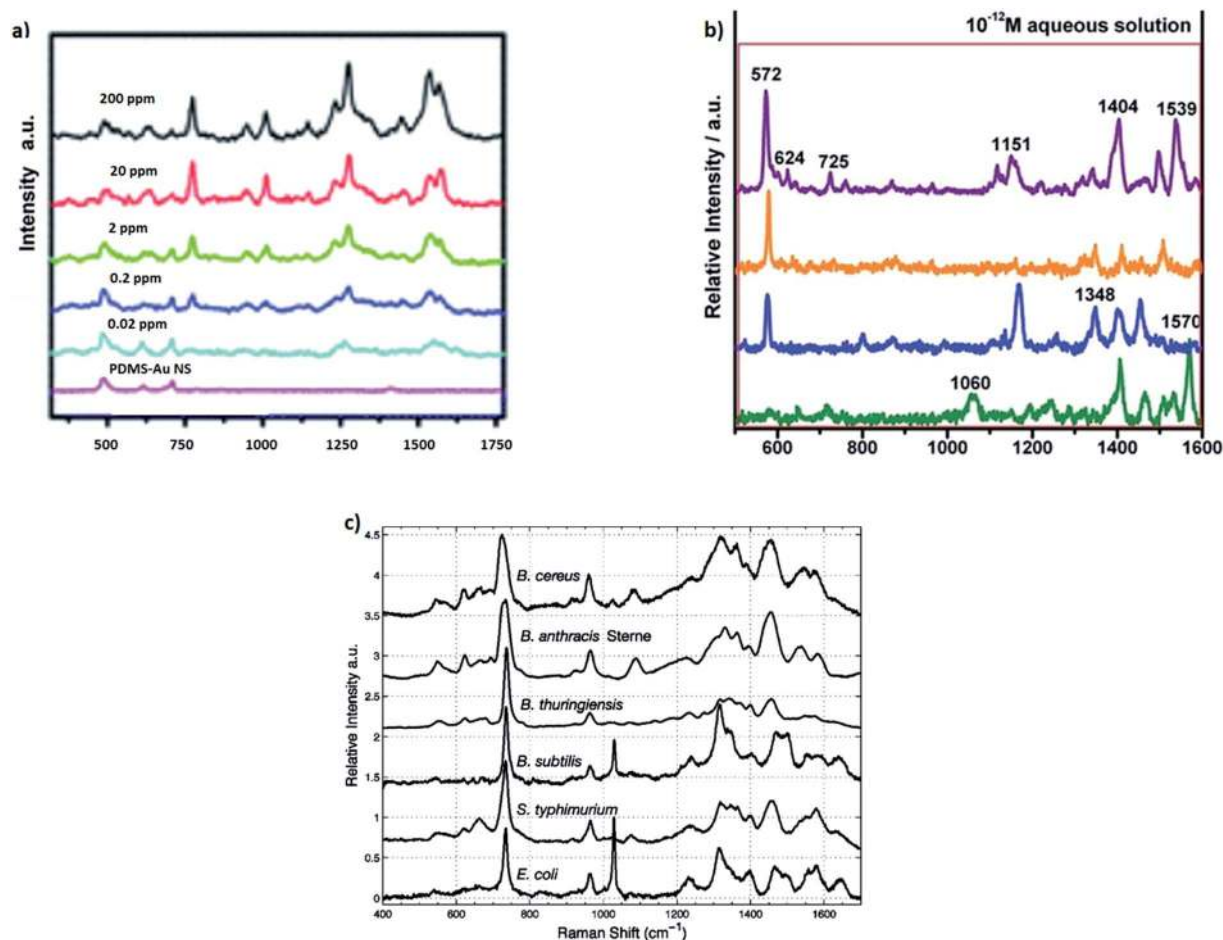 a)
Intensity a.u.
200 ppm
20 ppm
2 ppm
0.2 ppm
0.02 ppm
PDMS-Au NS
500 750 1000 1250 1500 1750
b)
10⁻¹²M aqueous solution
Relative Intensity / a.u.
572
624
725
1151
1404
1539
1348
1570
1060
600 800 1000 1200 1400 1600
c)
Relative Intensity a.u.
4.5
4
3.5
3
2.5
2
1.5
1
0.5
0
B. cereus
B. anthracis Sterne
B. thuringiensis
B. subtilis
S. typhimurium
E. coli
400 600 800 1000 1200 1400 1600
Raman Shift (cm⁻¹)